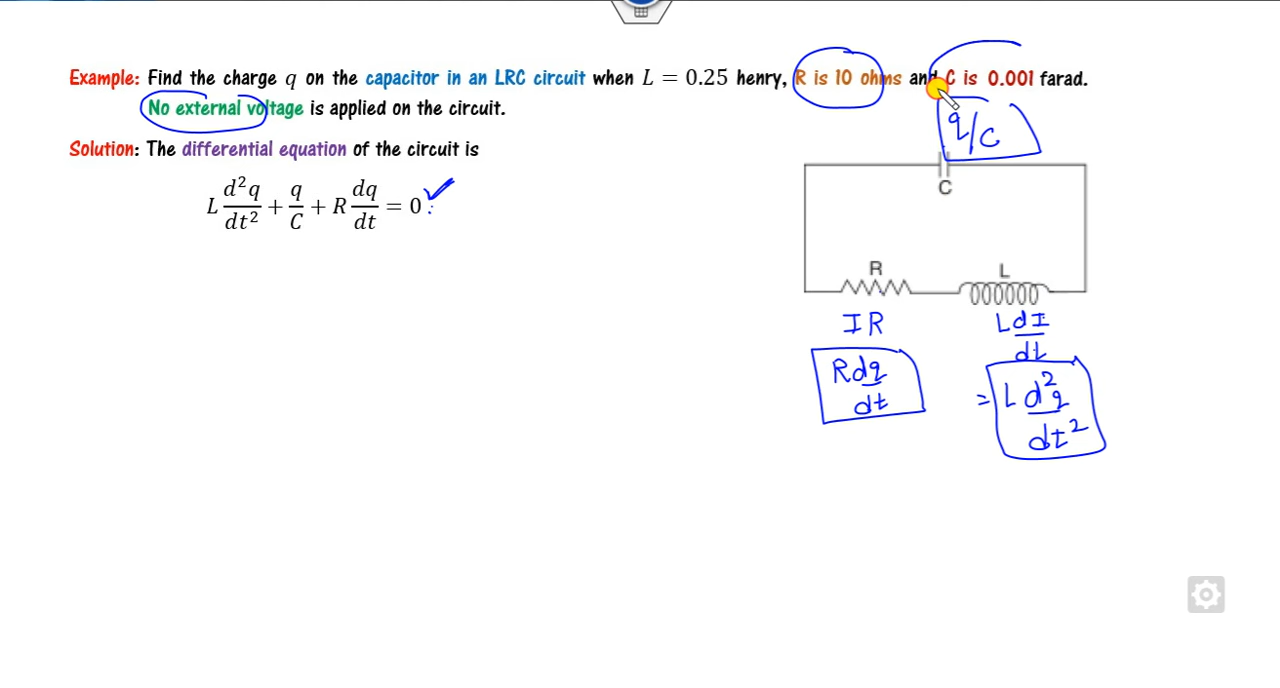 Example: Find the charge q on the capacitor in an LRC circuit when L = 0.25 henry, R is 10 ohms and C is 0.001 farad.
No external voltage is applied on the circuit.
Solution: The differential equation of the circuit is
L d²q/dt² + q/C + R dq/dt = 0.
q/C
C
R
L
IR
L dI/dt
R dq/dt
= L d²q/dt²